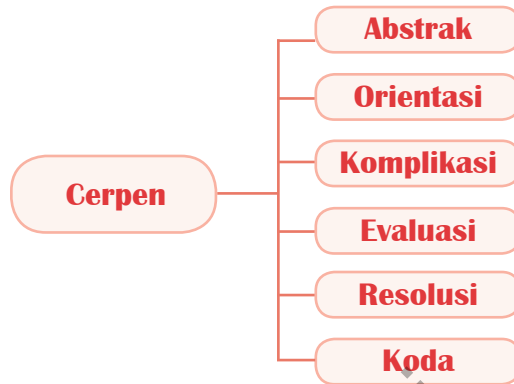 Abstrak
Orientasi
Komplikasi
Cerpen
Evaluasi
Resolusi
Koda